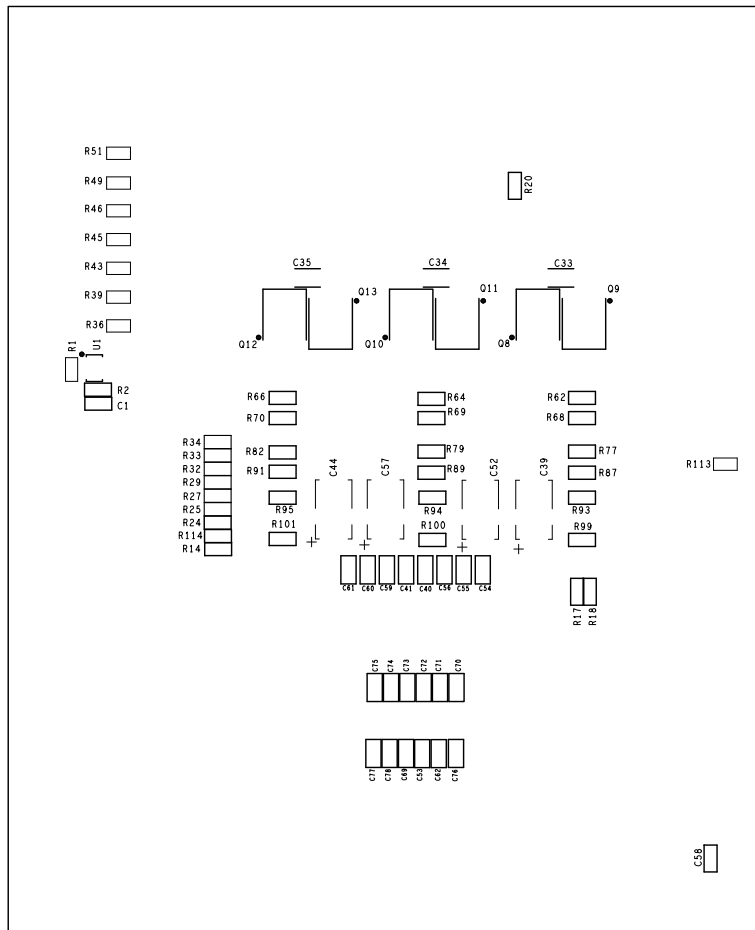 R51
R49
R20
R46
R45
C35
C34
C33
R43
R39
Q13
Q11
Q9
R36
R1
U1
Q12
Q10
Q8
R2
C1
R66
R64
R62
R70
R69
R68
R34
R33
R82
R79
R77
R32
R91
C44
C57
R89
C52
C39
R87
R113
R29
R27
R25
R95
R94
R93
R24
R101
R100
R99
R114
R14
+
+
+
+
C61
C60
C59
C41
C40
C56
C55
C54
R17
R18
C75
C74
C73
C72
C71
C70
C77
C78
C69
C53
C62
C76
C58